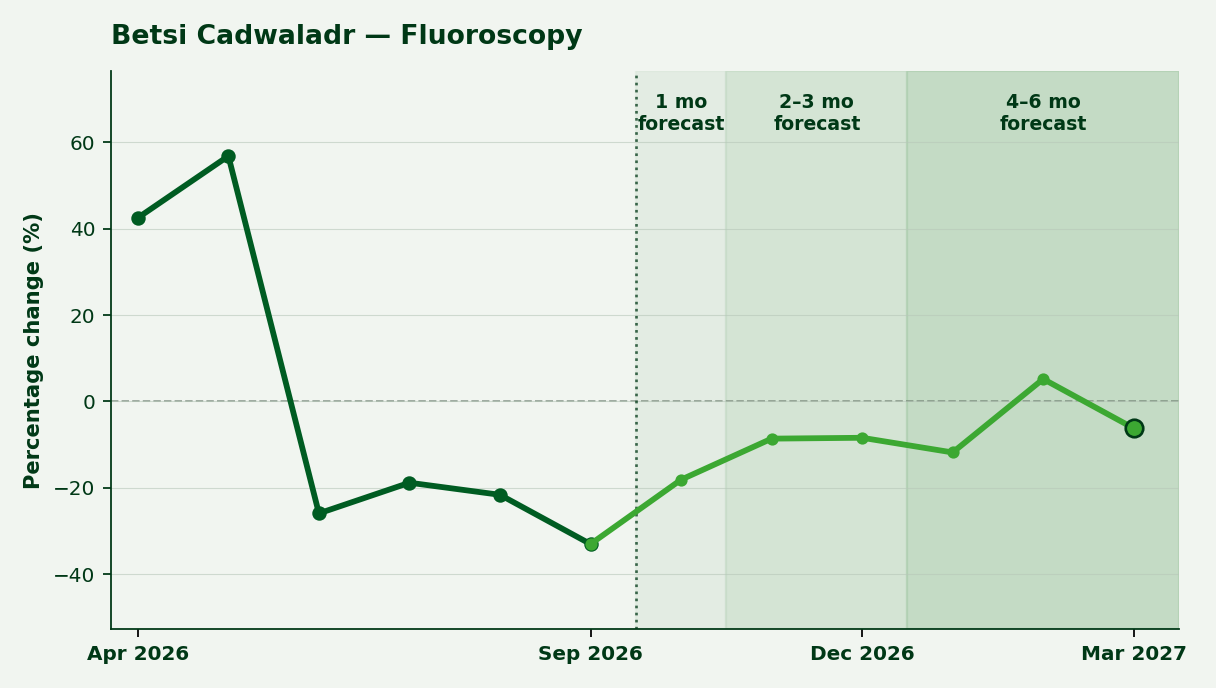 Betsi Cadwaladr — Fluoroscopy
1 mo
forecast
2–3 mo
forecast
4–6 mo
forecast
Percentage change (%)
60
40
20
0
−20
−40
Apr 2026
Sep 2026
Dec 2026
Mar 2027